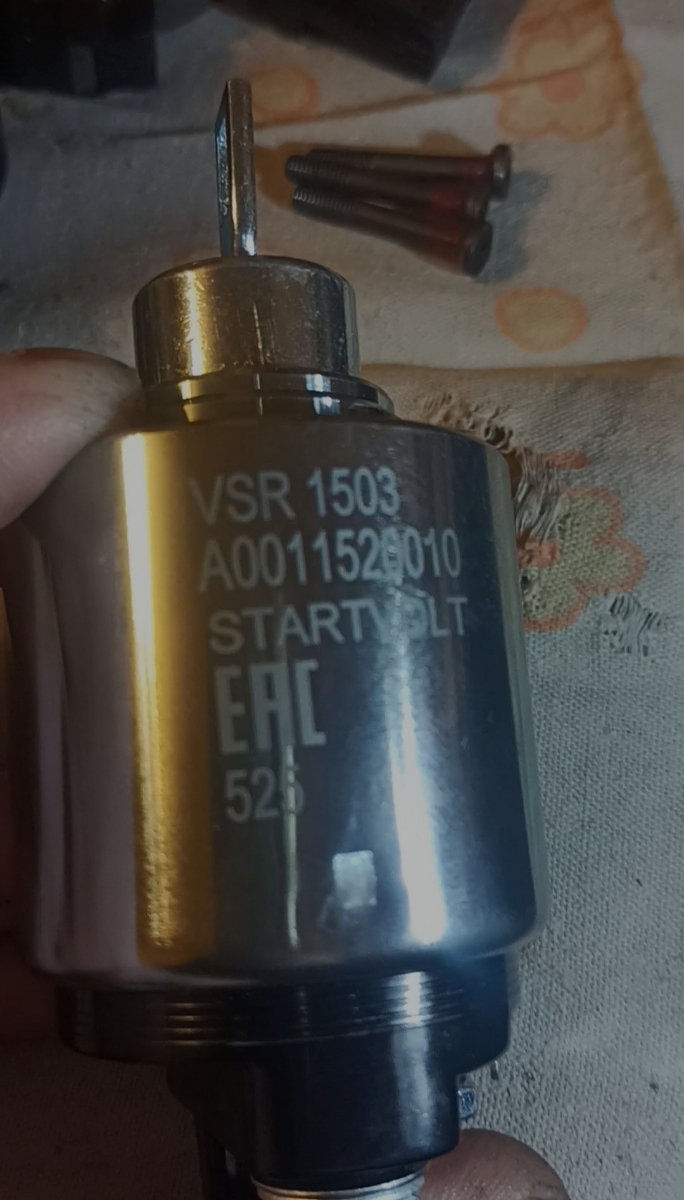 VSR 1503
A0011520010
STARTVOLT
EAC
525